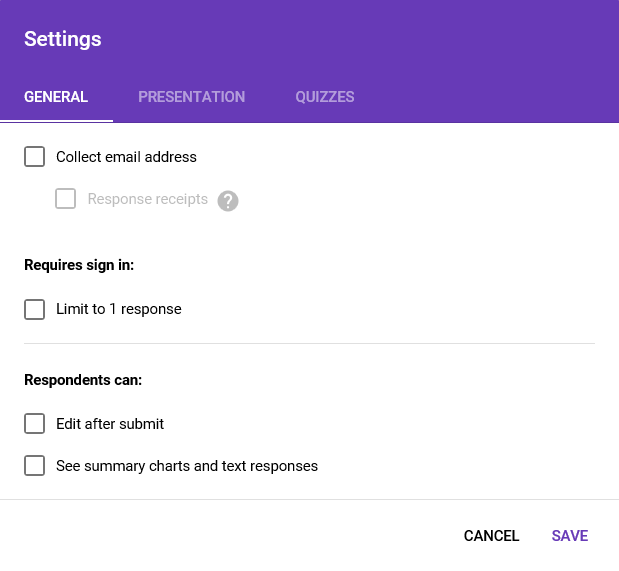 Settings
GENERAL PRESENTATION QUIZZES
Collect email address
Response receipts ?
Requires sign in:
Limit to 1 response
Respondents can:
Edit after submit
See summary charts and text responses
CANCEL SAVE